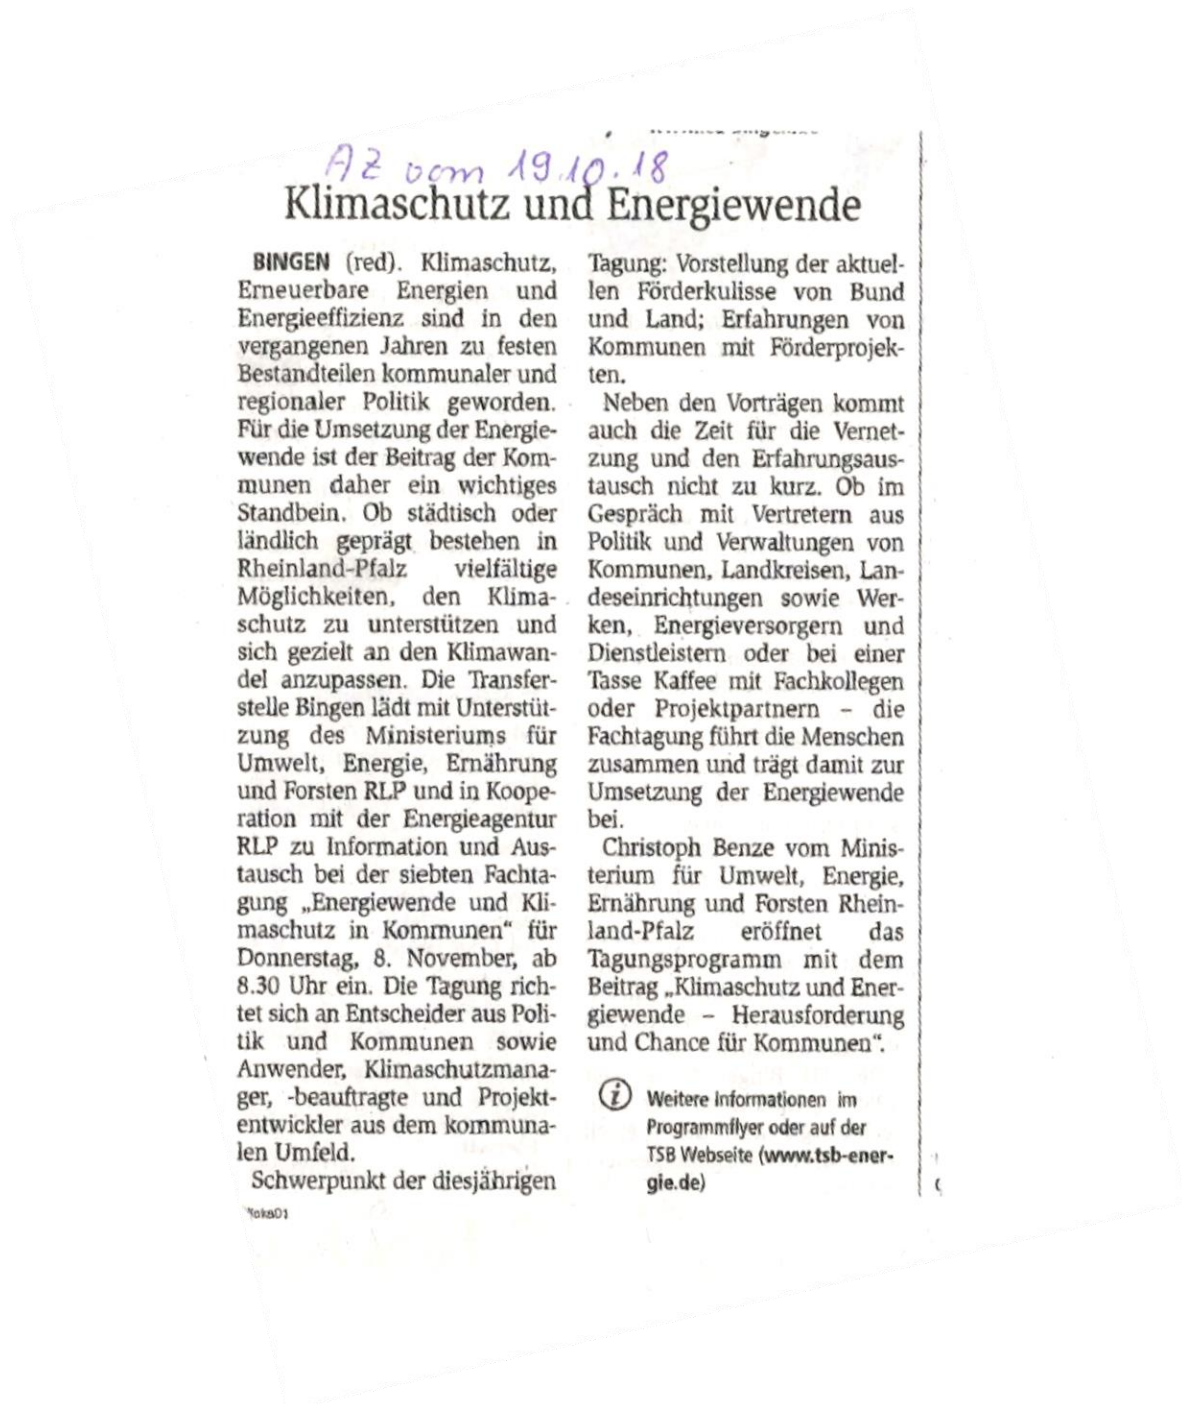 AZ vom 19.10.18
Klimaschutz und Energiewende
BINGEN (red). Klimaschutz,
Erneuerbare Energien und
Energieeffizienz sind in den
vergangenen Jahren zu festen
Bestandteilen kommunaler und
regionaler Politik geworden.
Für die Umsetzung der Energie-
wende ist der Beitrag der Kom-
munen daher ein wichtiges
Standbein. Ob städtisch oder
ländlich geprägt bestehen in
Rheinland-Pfalz vielfältige
Möglichkeiten, den Klima-
schutz zu unterstützen und
sich gezielt an den Klimawan-
del anzupassen. Die Transfer-
stelle Bingen lädt mit Unterstüt-
zung des Ministeriums für
Umwelt, Energie, Ernährung
und Forsten RLP und in Koope-
ration mit der Energieagentur
RLP zu Information und Aus-
tausch bei der siebten Fachta-
gung „Energiewende und Kli-
maschutz in Kommunen“ für
Donnerstag, 8. November, ab
8.30 Uhr ein. Die Tagung rich-
tet sich an Entscheider aus Poli-
tik und Kommunen sowie
Anwender, Klimaschutzmana-
ger, -beauftragte und Projekt-
entwickler aus dem kommuna-
len Umfeld.
Schwerpunkt der diesjährigen
Tagung: Vorstellung der aktuel-
len Förderkulisse von Bund
und Land; Erfahrungen von
Kommunen mit Förderprojek-
ten.
Neben den Vorträgen kommt
auch die Zeit für die Vernet-
zung und den Erfahrungsaus-
tausch nicht zu kurz. Ob im
Gespräch mit Vertretern aus
Politik und Verwaltungen von
Kommunen, Landkreisen, Lan-
deseinrichtungen sowie Wer-
ken, Energieversorgern und
Dienstleistern oder bei einer
Tasse Kaffee mit Fachkollegen
oder Projektpartnern – die
Fachtagung führt die Menschen
zusammen und trägt damit zur
Umsetzung der Energiewende
bei.
Christoph Benze vom Minis-
terium für Umwelt, Energie,
Ernährung und Forsten Rhein-
land-Pfalz eröffnet das
Tagungsprogramm mit dem
Beitrag „Klimaschutz und Ener-
giewende – Herausforderung
und Chance für Kommunen“.
i Weitere Informationen im
Programmflyer oder auf der
TSB Webseite (www.tsb-ener-
gie.de)